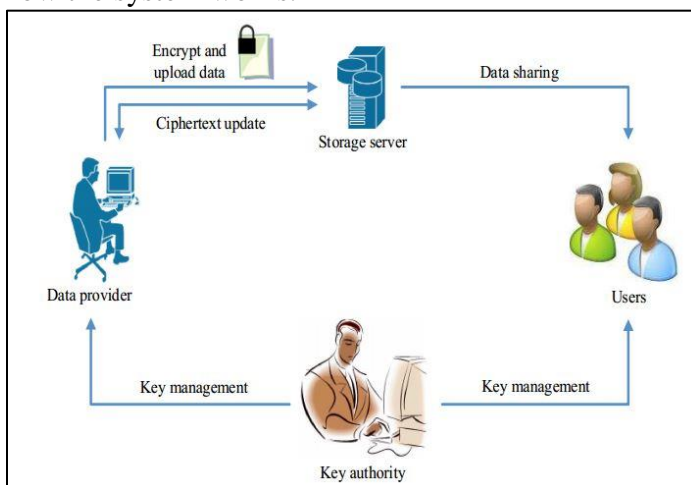 Encrypt and
upload data
Data sharing
Ciphertext update
Storage server
Data provider
Users
Key management
Key management
Key authority